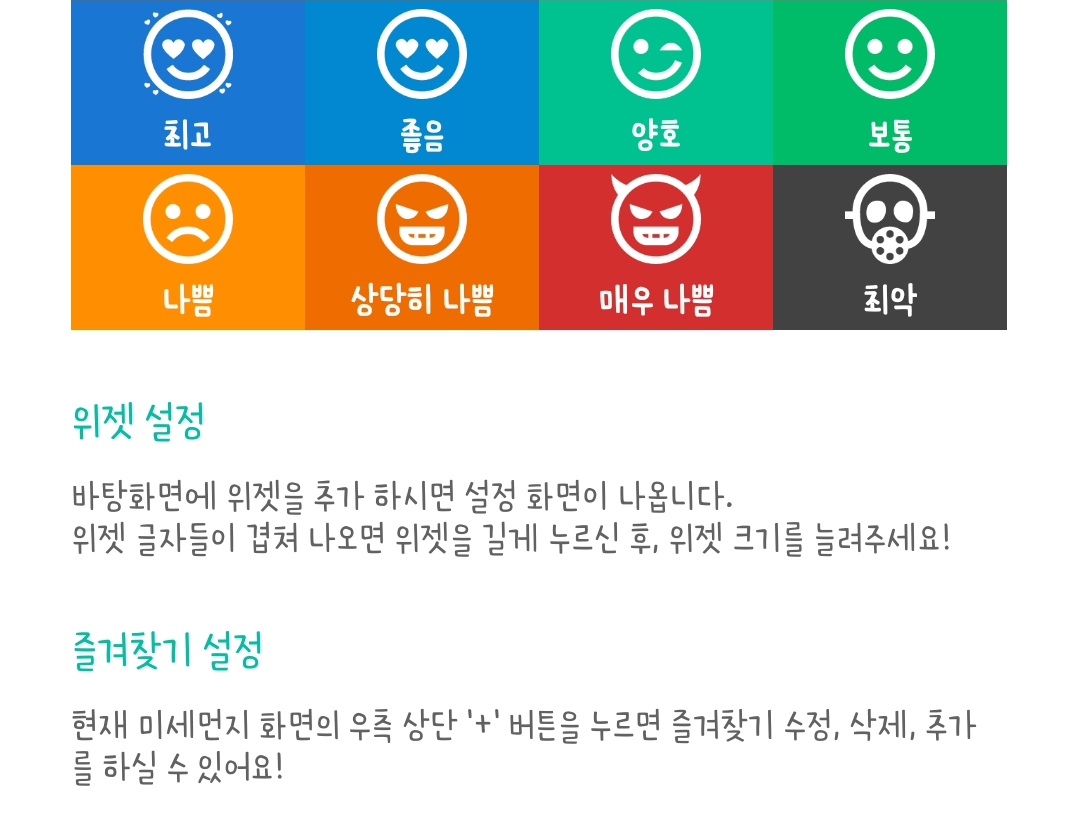 최고 좋음 양호 보통
나쁨 상당히 나쁨 매우 나쁨 최악
위젯 설정
바탕화면에 위젯을 추가 하시면 설정 화면이 나옵니다.
위젯 글자들이 겹쳐 나오면 위젯을 길게 누르신 후, 위젯 크기를 늘려주세요!
즐겨찾기 설정
현재 미세먼지 화면의 우측 상단 '+' 버튼을 누르면 즐겨찾기 수정, 삭제, 추가
를 하실 수 있어요!